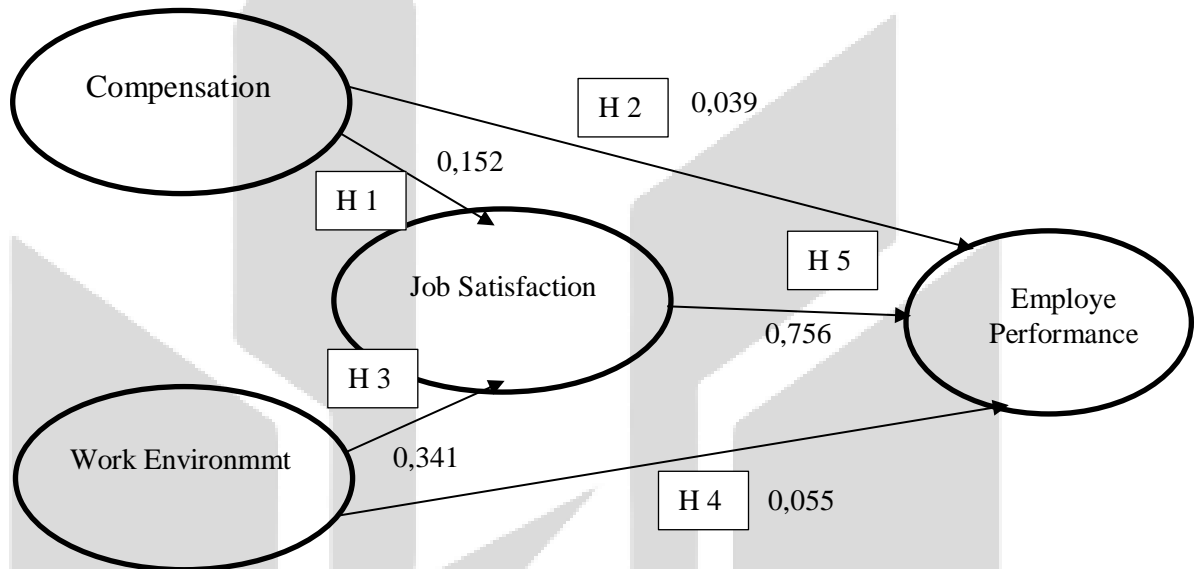 Compensation
H 2
0,039
0,152
H 1
Job Satisfaction
H 5
Employe
Performance
0,756
H 3
Work Environmmt
0,341
H 4
0,055